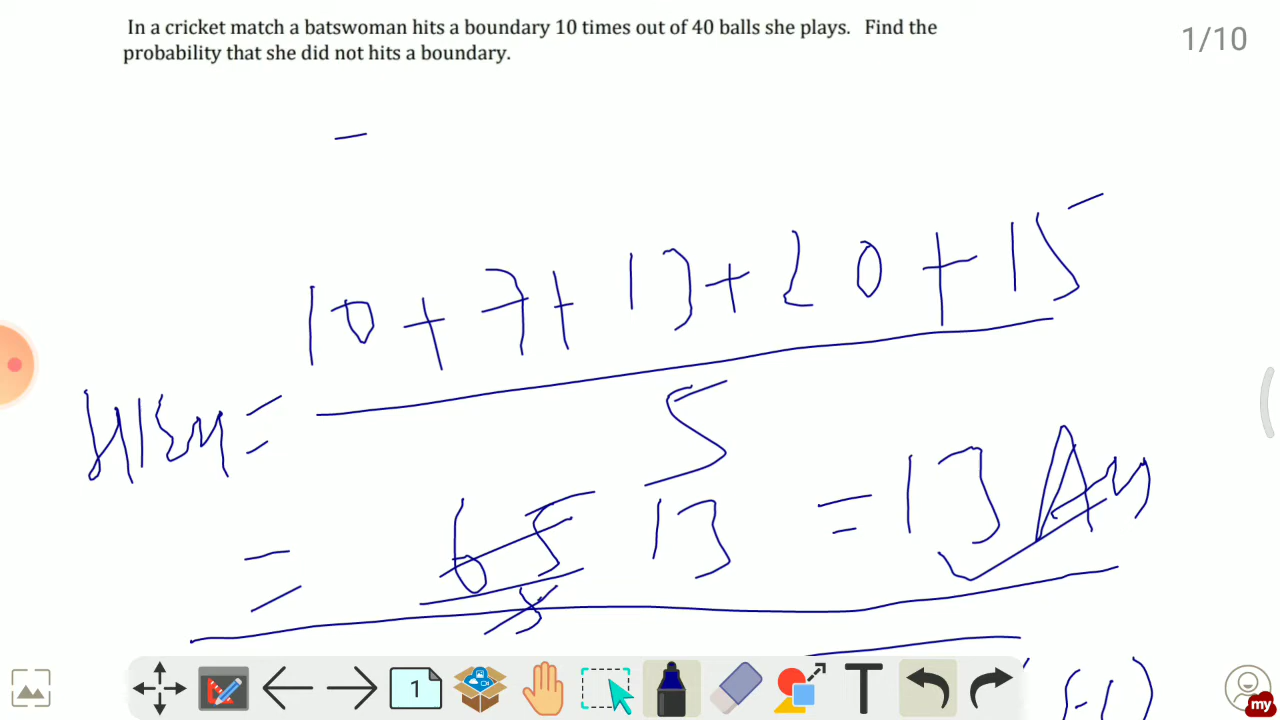 In a cricket match a batswoman hits a boundary 10 times out of 40 balls she plays. Find the
probability that she did not hits a boundary.
1/10
10 + 7 + 13 + 20 + 15
=
5
= 65 13 = 13 Ans
5
1
T
my